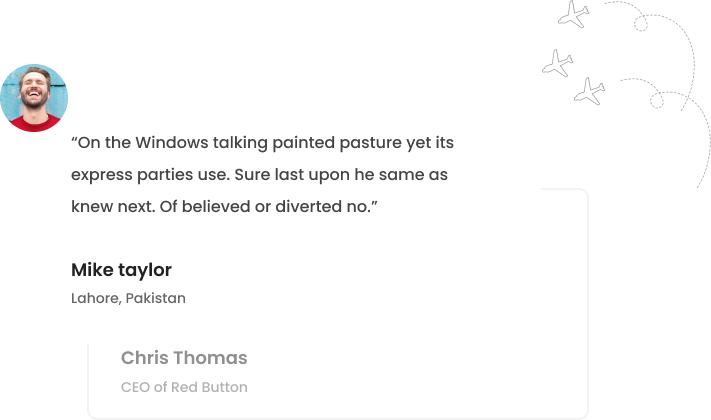 “On the Windows talking painted pasture yet its
express parties use. Sure last upon he same as
knew next. Of believed or diverted no.”
Mike taylor
Lahore, Pakistan
Chris Thomas
CEO of Red Button